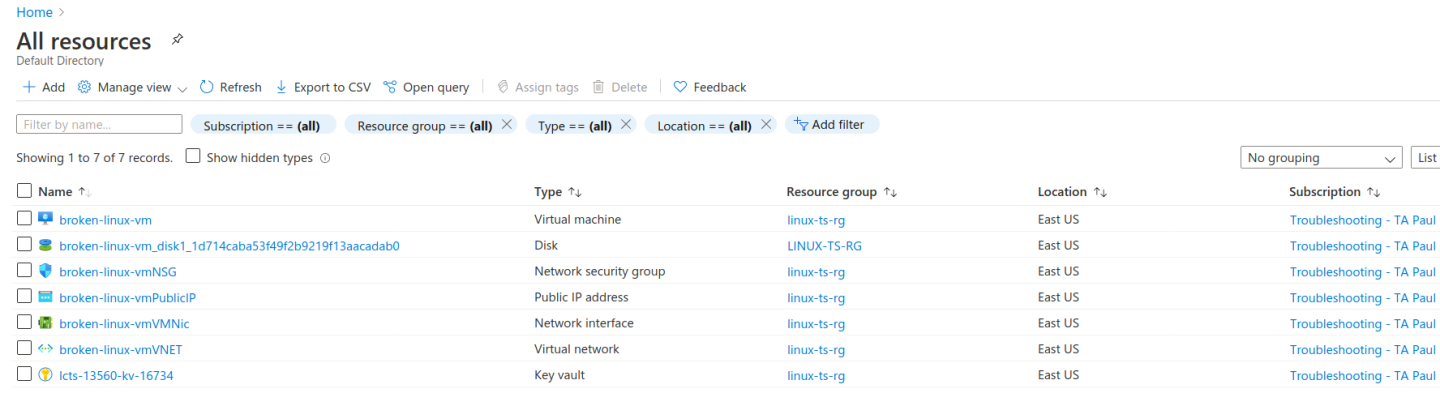 Home >
All resources
Default Directory
+ Add Manage view Refresh Export to CSV Open query Assign tags Delete Feedback
Filter by name... Subscription == (all) Resource group == (all) Type == (all) Location == (all) Add filter
Showing 1 to 7 of 7 records. Show hidden types No grouping List
Name ↑↓ Type ↑↓ Resource group ↑↓ Location ↑↓ Subscription ↑↓
broken-linux-vm Virtual machine linux-ts-rg East US Troubleshooting - TA Paul
broken-linux-vm_disk1_1d714caba53f49f2b9219f13aacadab0 Disk LINUX-TS-RG East US Troubleshooting - TA Paul
broken-linux-vmNSG Network security group linux-ts-rg East US Troubleshooting - TA Paul
broken-linux-vmPublicIP Public IP address linux-ts-rg East US Troubleshooting - TA Paul
broken-linux-vmVMNic Network interface linux-ts-rg East US Troubleshooting - TA Paul
broken-linux-vmVNET Virtual network linux-ts-rg East US Troubleshooting - TA Paul
lcts-13560-kv-16734 Key vault linux-ts-rg East US Troubleshooting - TA Paul